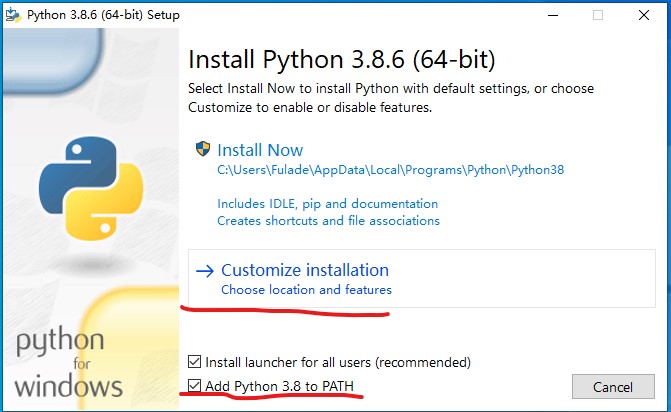 Python 3.8.6 (64-bit) Setup
Install Python 3.8.6 (64-bit)
Select Install Now to install Python with default settings, or choose
Customize to enable or disable features.
Install Now
C:\Users\Fulade\AppData\Local\Programs\Python\Python38
Includes IDLE, pip and documentation
Creates shortcuts and file associations
Customize installation
Choose location and features
python
for
windows
Install launcher for all users (recommended)
Add Python 3.8 to PATH
Cancel